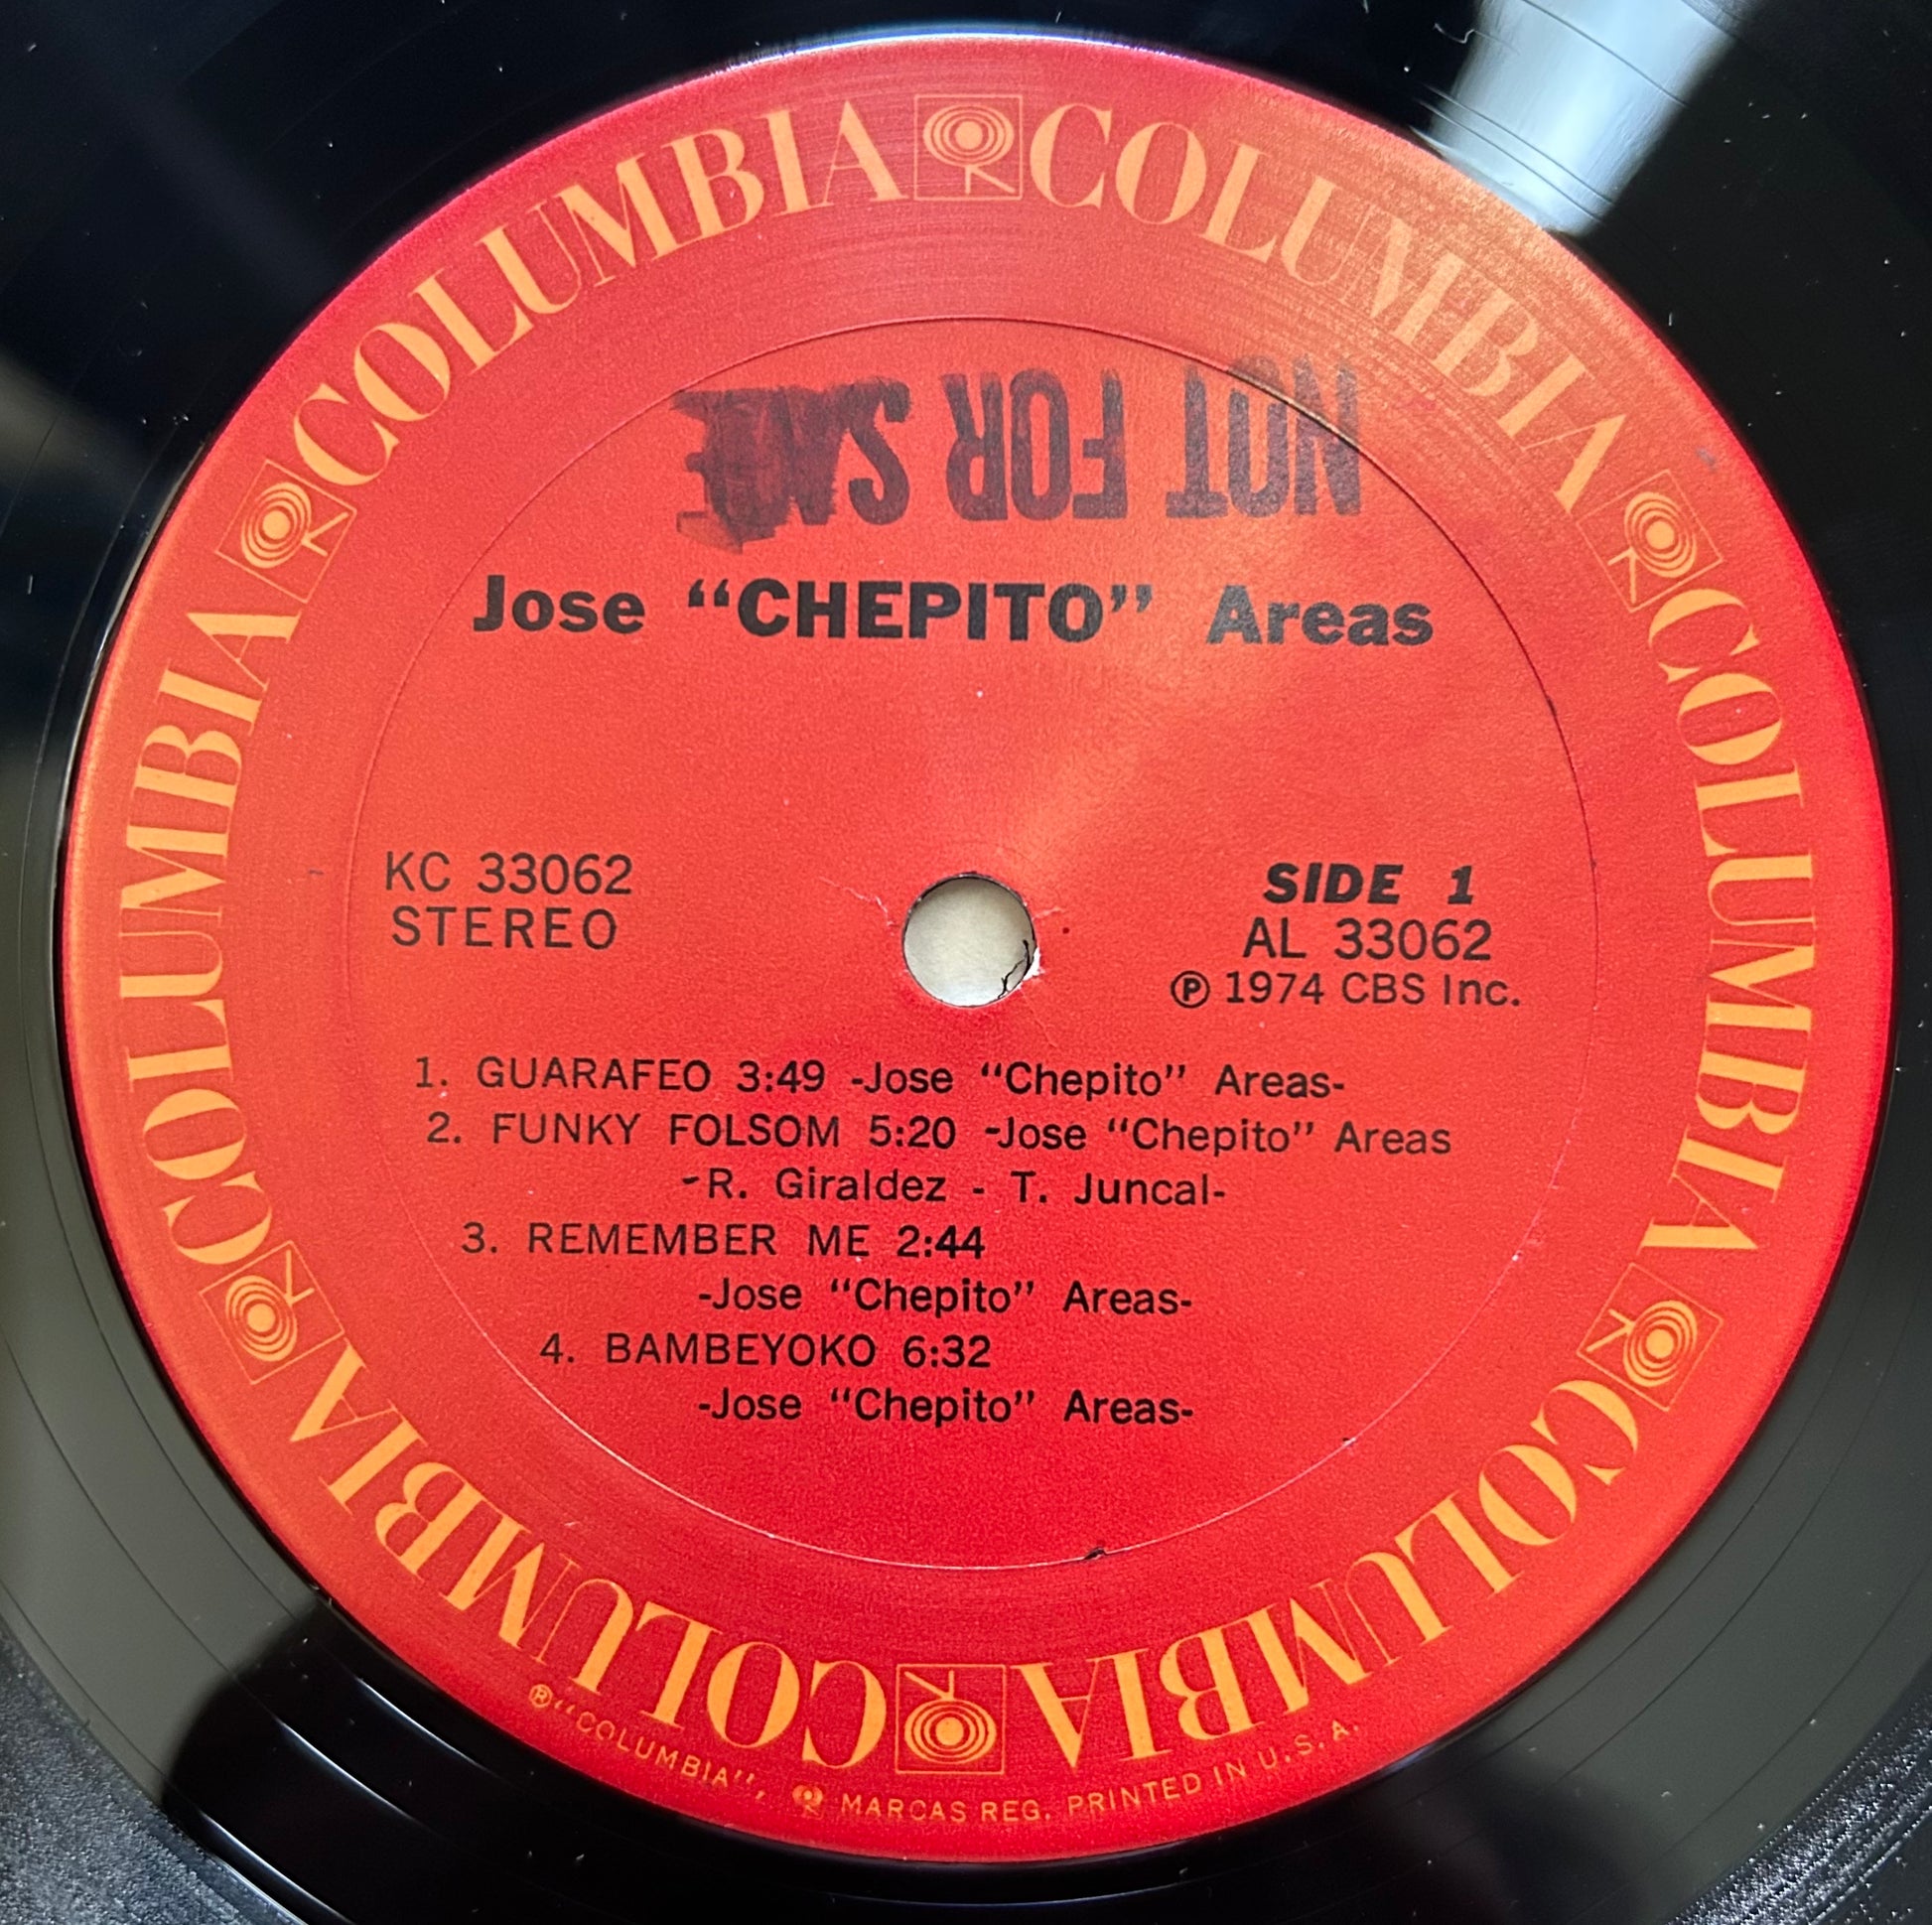 COLUMBIA COLUMBIA COLUMBIA COLUMBIA COLUMBIA COLUMBIA
NOT FOR SALE
Jose “CHEPITO” Areas
KC 33062
STEREO
SIDE 1
AL 33062
℗ 1974 CBS Inc.
1. GUARAFEO 3:49 -Jose “Chepito” Areas-
2. FUNKY FOLSOM 5:20 -Jose “Chepito” Areas
-R. Giraldez - T. Juncal-
3. REMEMBER ME 2:44
-Jose “Chepito” Areas-
4. BAMBEYOKO 6:32
-Jose “Chepito” Areas-
®“COLUMBIA”, MARCAS REG. PRINTED IN U.S.A.